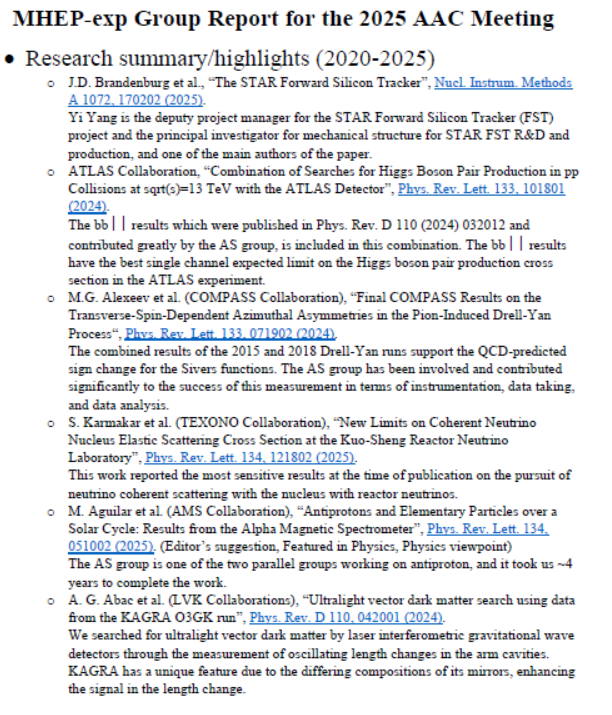 MHEP-exp Group Report for the 2025 AAC Meeting
• Research summary/highlights (2020-2025)
○ J.D. Brandenburg et al., “The STAR Forward Silicon Tracker”, Nucl. Instrum. Methods
A 1072, 170202 (2025).
Yi Yang is the deputy project manager for the STAR Forward Silicon Tracker (FST)
project and the principal investigator for mechanical structure for STAR FST R&D and
production, and one of the main authors of the paper.
○ ATLAS Collaboration, “Combination of Searches for Higgs Boson Pair Production in pp
Collisions at sqrt(s)=13 TeV with the ATLAS Detector”, Phys. Rev. Lett. 133, 101801
(2024).
The bb││ results which were published in Phys. Rev. D 110 (2024) 032012 and
contributed greatly by the AS group, is included in this combination. The bb││ results
have the best single channel expected limit on the Higgs boson pair production cross
section in the ATLAS experiment.
○ M.G. Alexeev et al. (COMPASS Collaboration), “Final COMPASS Results on the
Transverse-Spin-Dependent Azimuthal Asymmetries in the Pion-Induced Drell-Yan
Process“, Phys. Rev. Lett. 133, 071902 (2024).
The combined results of the 2015 and 2018 Drell-Yan runs support the QCD-predicted
sign change for the Sivers functions. The AS group has been involved and contributed
significantly to the success of this measurement in terms of instrumentation, data taking,
and data analysis.
○ S. Karmakar et al. (TEXONO Collaboration), “New Limits on Coherent Neutrino
Nucleus Elastic Scattering Cross Section at the Kuo-Sheng Reactor Neutrino
Laboratory”, Phys. Rev. Lett. 134, 121802 (2025).
This work reported the most sensitive results at the time of publication on the pursuit of
neutrino coherent scattering with the nucleus with reactor neutrinos.
○ M. Aguilar et al. (AMS Collaboration), “Antiprotons and Elementary Particles over a
Solar Cycle: Results from the Alpha Magnetic Spectrometer”, Phys. Rev. Lett. 134,
051002 (2025). (Editor’s suggestion, Featured in Physics, Physics viewpoint)
The AS group is one of the two parallel groups working on antiproton, and it took us ~4
years to complete the work.
○ A. G. Abac et al. (LVK Collaborations), “Ultralight vector dark matter search using data
from the KAGRA O3GK run”, Phys. Rev. D 110, 042001 (2024).
We searched for ultralight vector dark matter by laser interferometric gravitational wave
detectors through the measurement of oscillating length changes in the arm cavities.
KAGRA has a unique feature due to the differing compositions of its mirrors, enhancing
the signal in the length change.